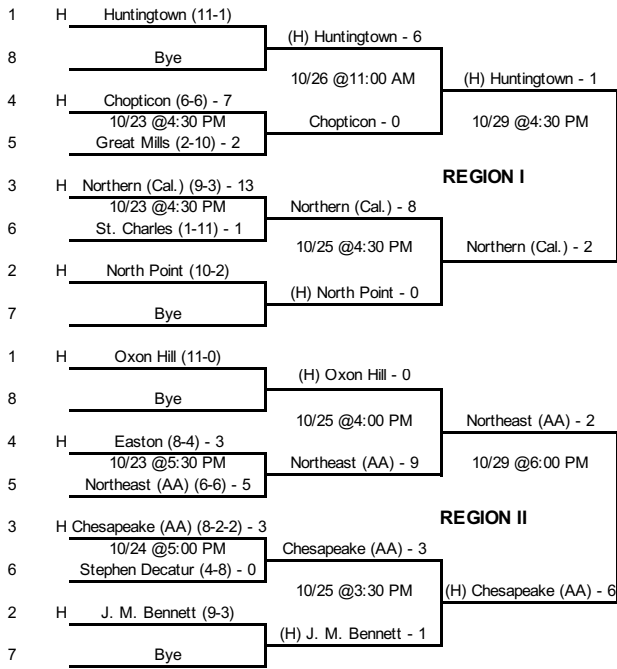 1 H Huntingtown (11-1)
(H) Huntingtown - 6
8 Bye
10/26 @11:00 AM
(H) Huntingtown - 1
4 H Chopticon (6-6) - 7
10/23 @4:30 PM
Chopticon - 0
10/29 @4:30 PM
5 Great Mills (2-10) - 2
REGION I
3 H Northern (Cal.) (9-3) - 13
10/23 @4:30 PM
Northern (Cal.) - 8
6 St. Charles (1-11) - 1
10/25 @4:30 PM
Northern (Cal.) - 2
2 H North Point (10-2)
(H) North Point - 0
7 Bye
1 H Oxon Hill (11-0)
(H) Oxon Hill - 0
8 Bye
10/25 @4:00 PM
Northeast (AA) - 2
4 H Easton (8-4) - 3
10/23 @5:30 PM
Northeast (AA) - 9
10/29 @6:00 PM
5 Northeast (AA) (6-6) - 5
REGION II
3 H Chesapeake (AA) (8-2-2) - 3
10/24 @5:00 PM
Chesapeake (AA) - 3
6 Stephen Decatur (4-8) - 0
10/25 @3:30 PM
(H) Chesapeake (AA) - 6
2 H J. M. Bennett (9-3)
(H) J. M. Bennett - 1
7 Bye